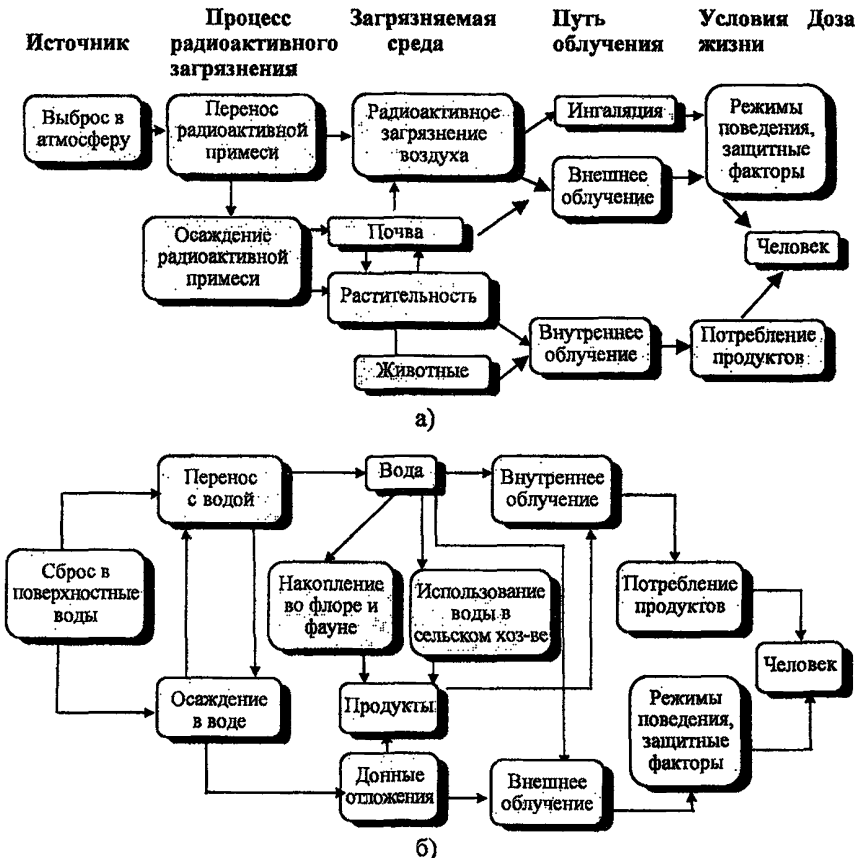 Источник
Процесс
радиоактивного
загрязнения
Загрязняемая
среда
Путь
облучения
Условия
жизни
Доза
Выброс в
атмосферу
Перенос
радиоактивной
примеси
Радиоактивное
загрязнение
воздуха
Ингаляция
Режимы
поведения,
защитные
факторы
Внешнее
облучение
Осаждение
радиоактивной
примеси
Почва
Человек
Растительность
Внутреннее
облучение
Потребление
продуктов
Животные
а)
Перенос
с водой
Вода
Внутреннее
облучение
Сброс в
поверхностные
воды
Накопление
во флоре и
фауне
Использование
воды в
сельском хоз-ве
Потребление
продуктов
Человек
Осаждение
в воде
Продукты
Режимы
поведения,
защитные
факторы
Донные
отложения
Внешнее
облучение
б)